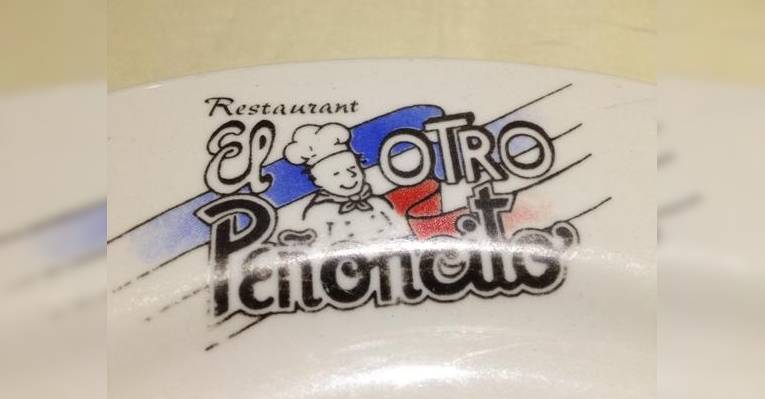 Restaurant
El OTRO
Peñoncito